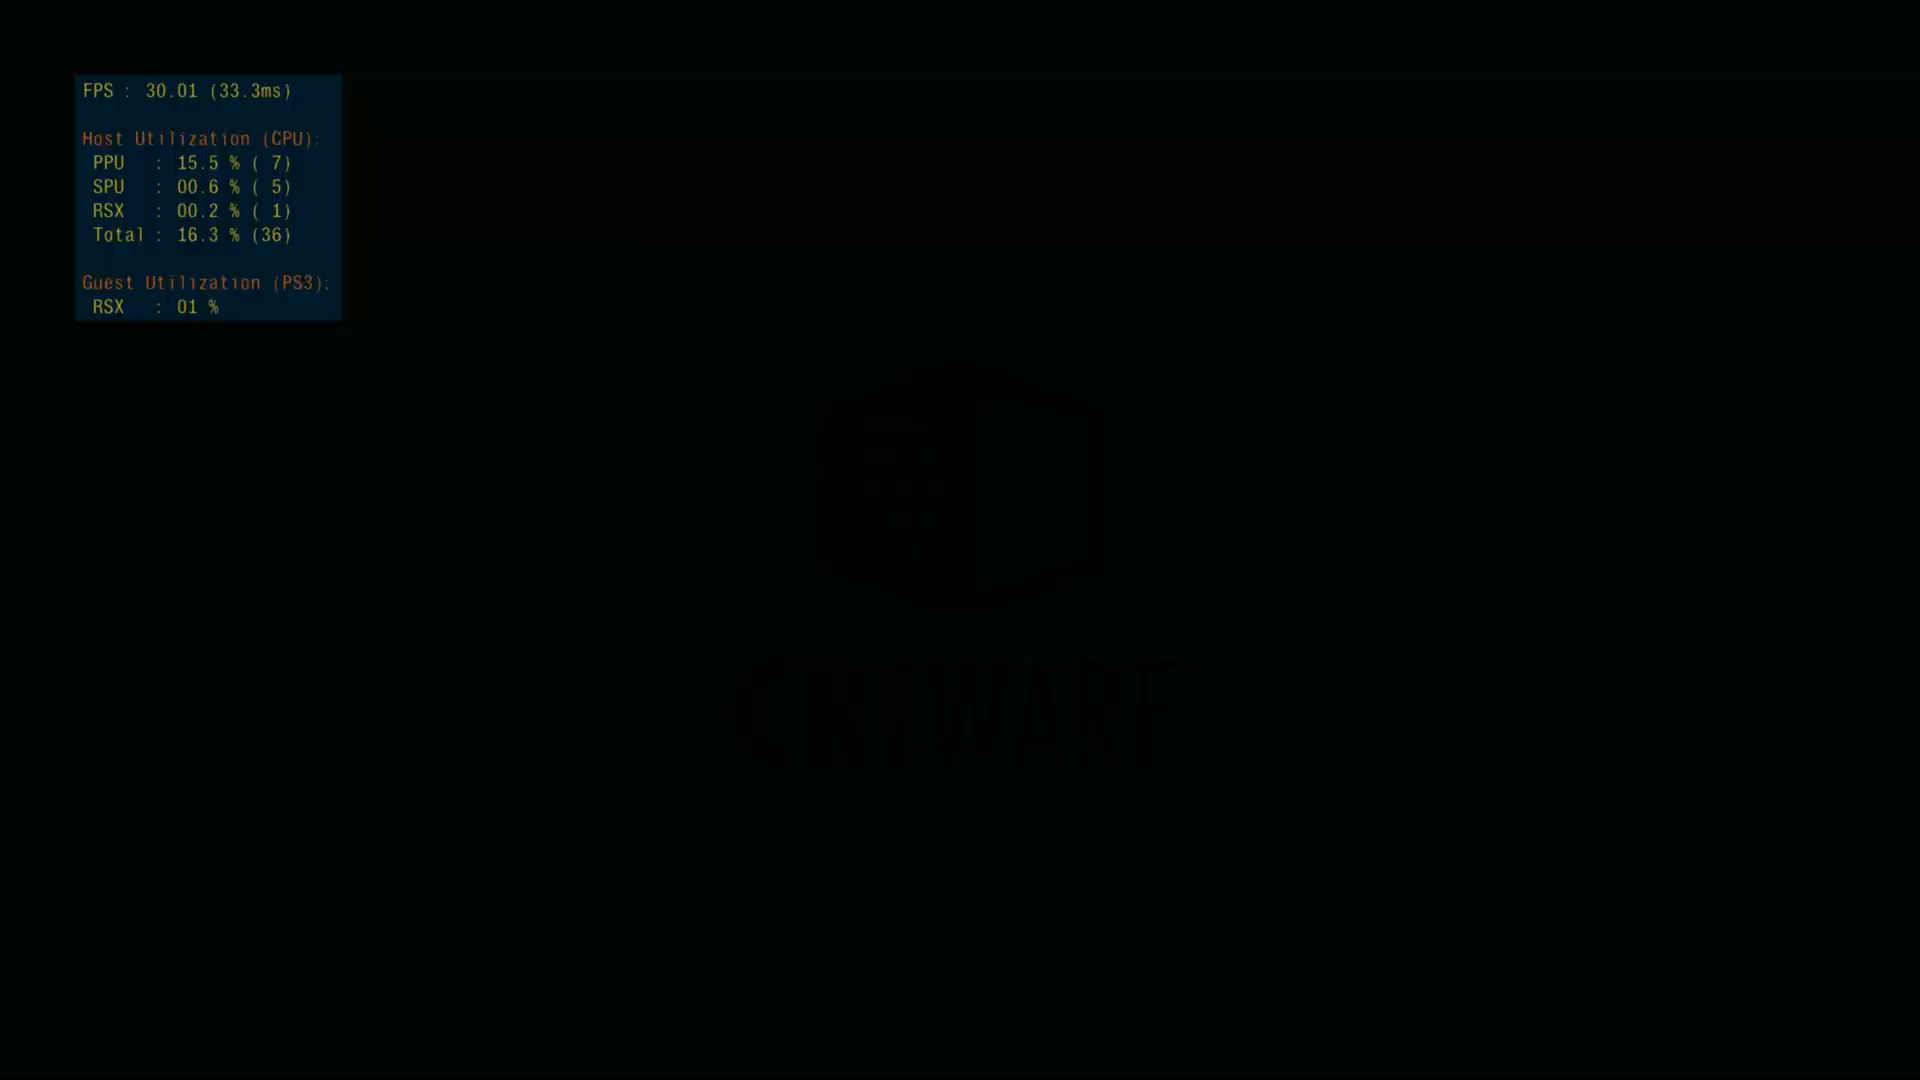 FPS : 30.01 (33.3ms)
Host Utilization (CPU):
PPU : 15.5 % ( 7)
SPU : 00.6 % ( 5)
RSX : 00.2 % ( 1)
Total : 16.3 % (36)
Guest Utilization (PS3):
RSX : 01 %